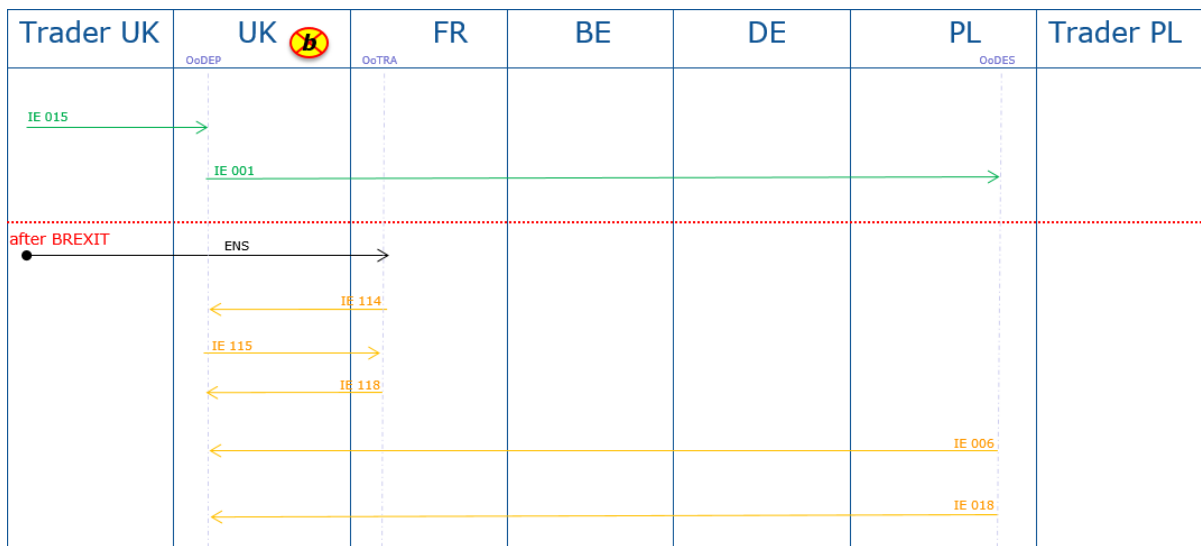 Trader UK UK b FR BE DE PL Trader PL
OoDEP OoTRA OoDES
IE 015
IE 001
after BREXIT
ENS
IE 114
IE 115
IE 118
IE 006
IE 018